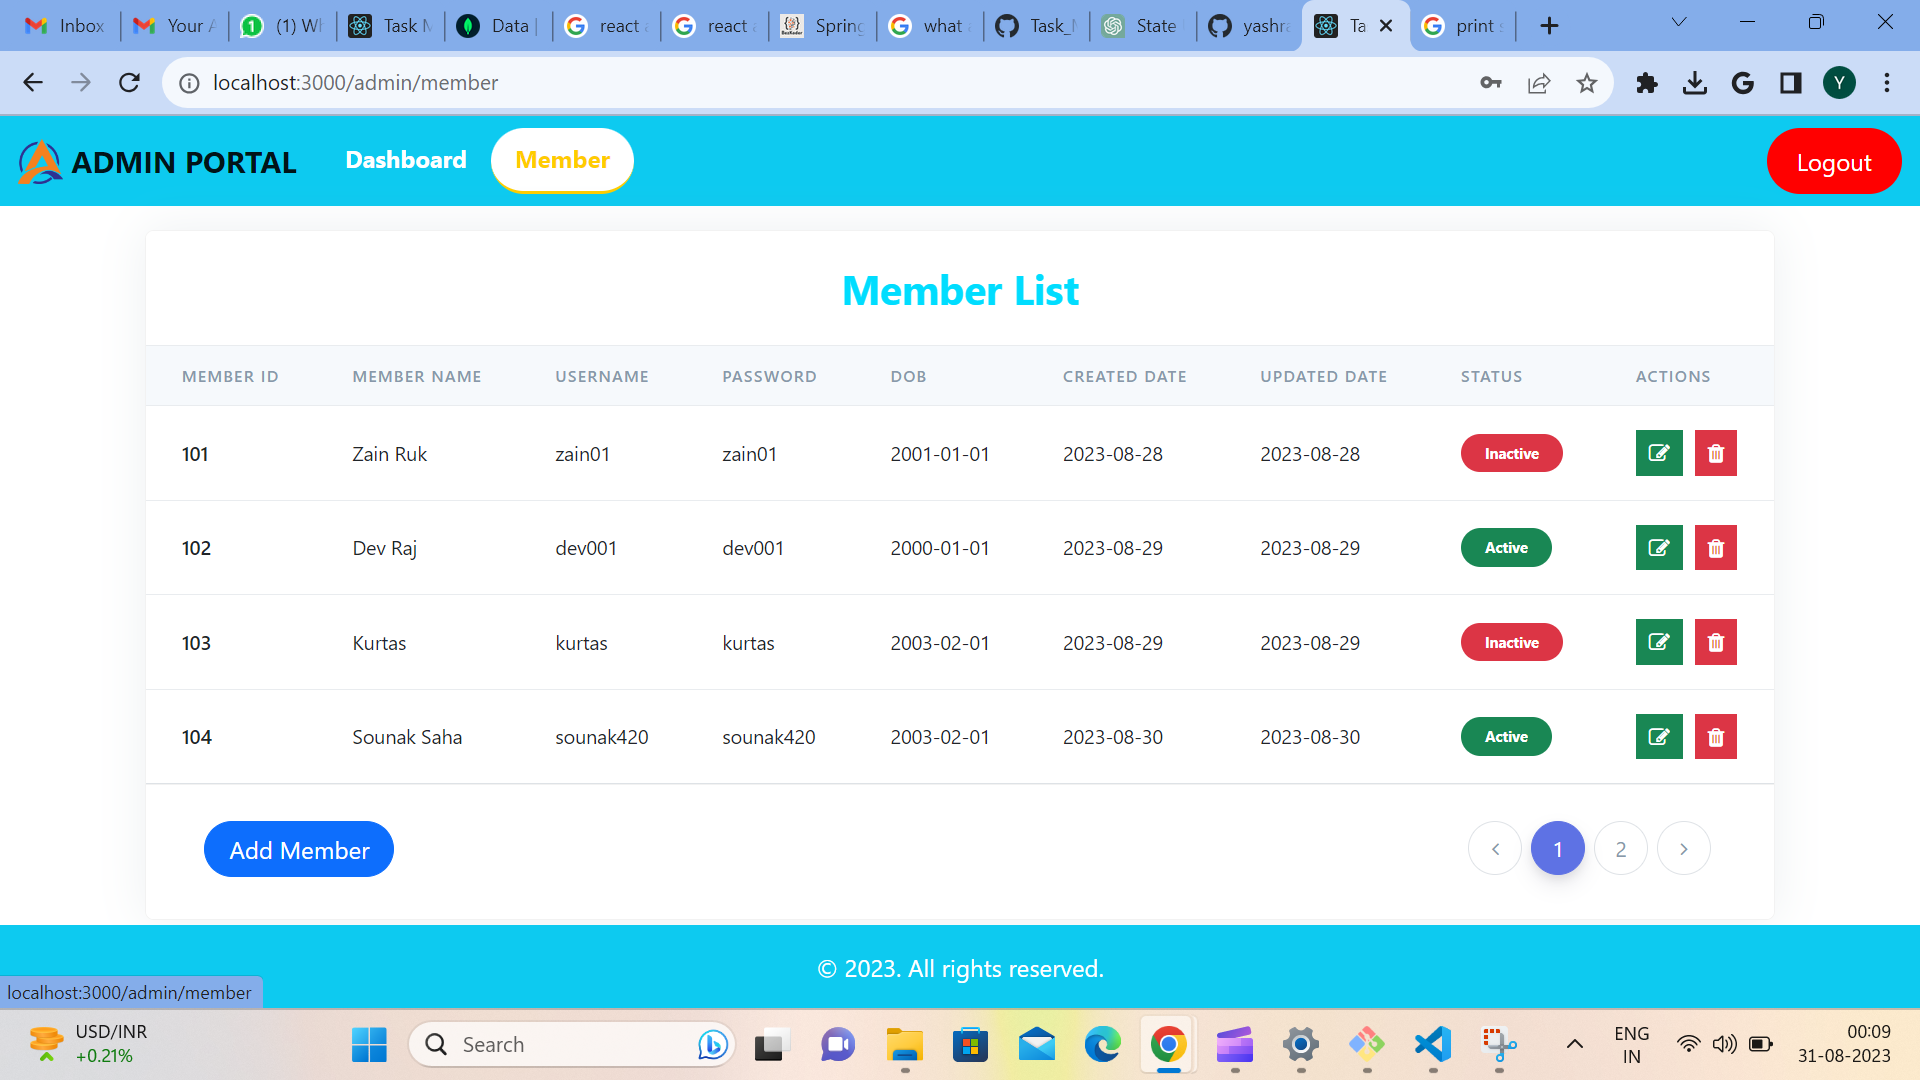 Inbox
Your A
(1) Wh
Task M
Data |
react a
react a
Spring
what a
Task_M
State
yashra
Ta
print s
localhost:3000/admin/member
Y
ADMIN PORTAL
Dashboard
Member
Logout
Member List
MEMBER ID MEMBER NAME USERNAME PASSWORD DOB CREATED DATE UPDATED DATE STATUS ACTIONS
101 Zain Ruk zain01 zain01 2001-01-01 2023-08-28 2023-08-28 Inactive
102 Dev Raj dev001 dev001 2000-01-01 2023-08-29 2023-08-29 Active
103 Kurtas kurtas kurtas 2003-02-01 2023-08-29 2023-08-29 Inactive
104 Sounak Saha sounak420 sounak420 2003-02-01 2023-08-30 2023-08-30 Active
Add Member
‹ 1 2 ›
© 2023. All rights reserved.
localhost:3000/admin/member
USD/INR
+0.21%
Search
ENG
IN
00:09
31-08-2023